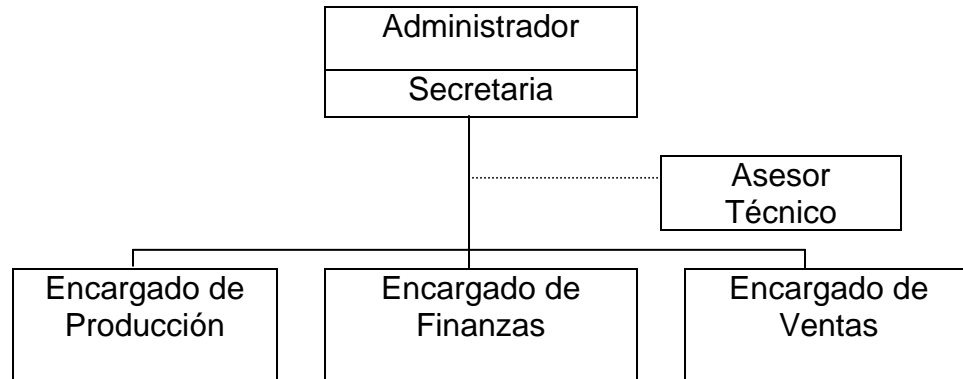 Administrador
Secretaria
Asesor
Técnico
Encargado de
Producción
Encargado de
Finanzas
Encargado de
Ventas